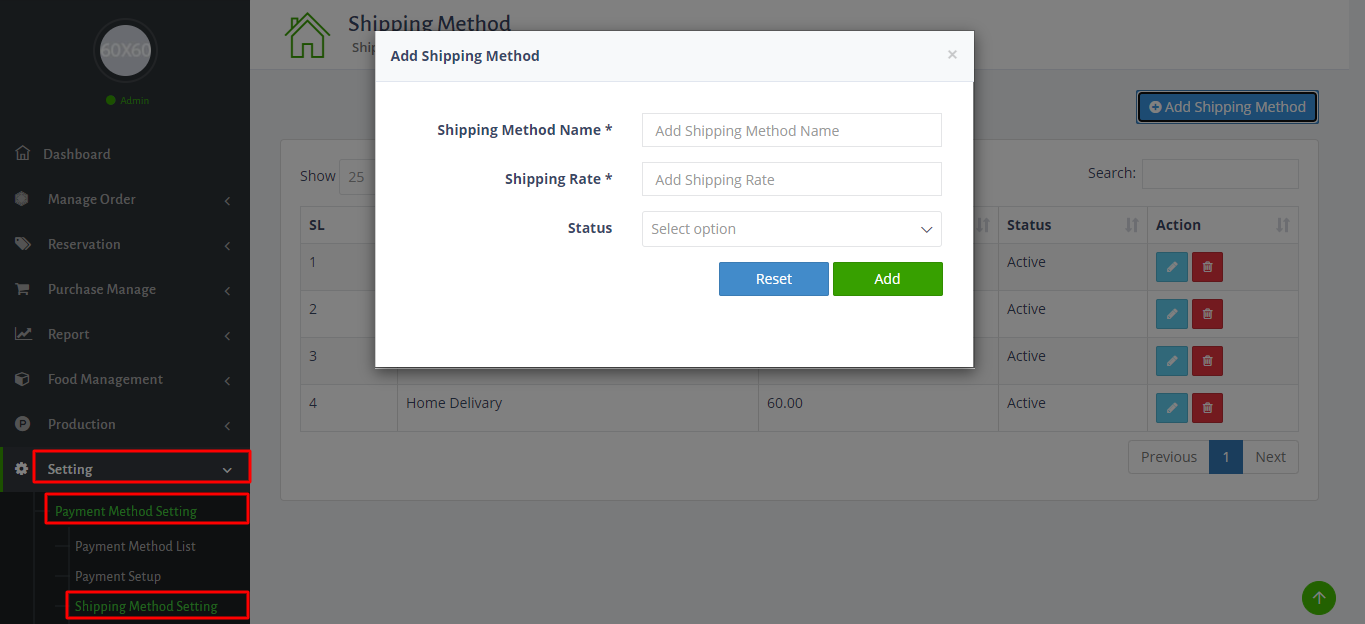 60X60
Admin
Dashboard
Manage Order
Reservation
Purchase Manage
Report
Food Management
Production
Setting
Payment Method Setting
Payment Method List
Payment Setup
Shipping Method Setting
Shipping Method
Ship
Add Shipping Method ×
Shipping Method Name * Add Shipping Method Name
Shipping Rate * Add Shipping Rate
Status Select option
Reset Add
Add Shipping Method
Show 25 Search:
SL Status Action
1 Active
2 Active
3 Active
4 Home Delivary 60.00 Active
Previous 1 Next